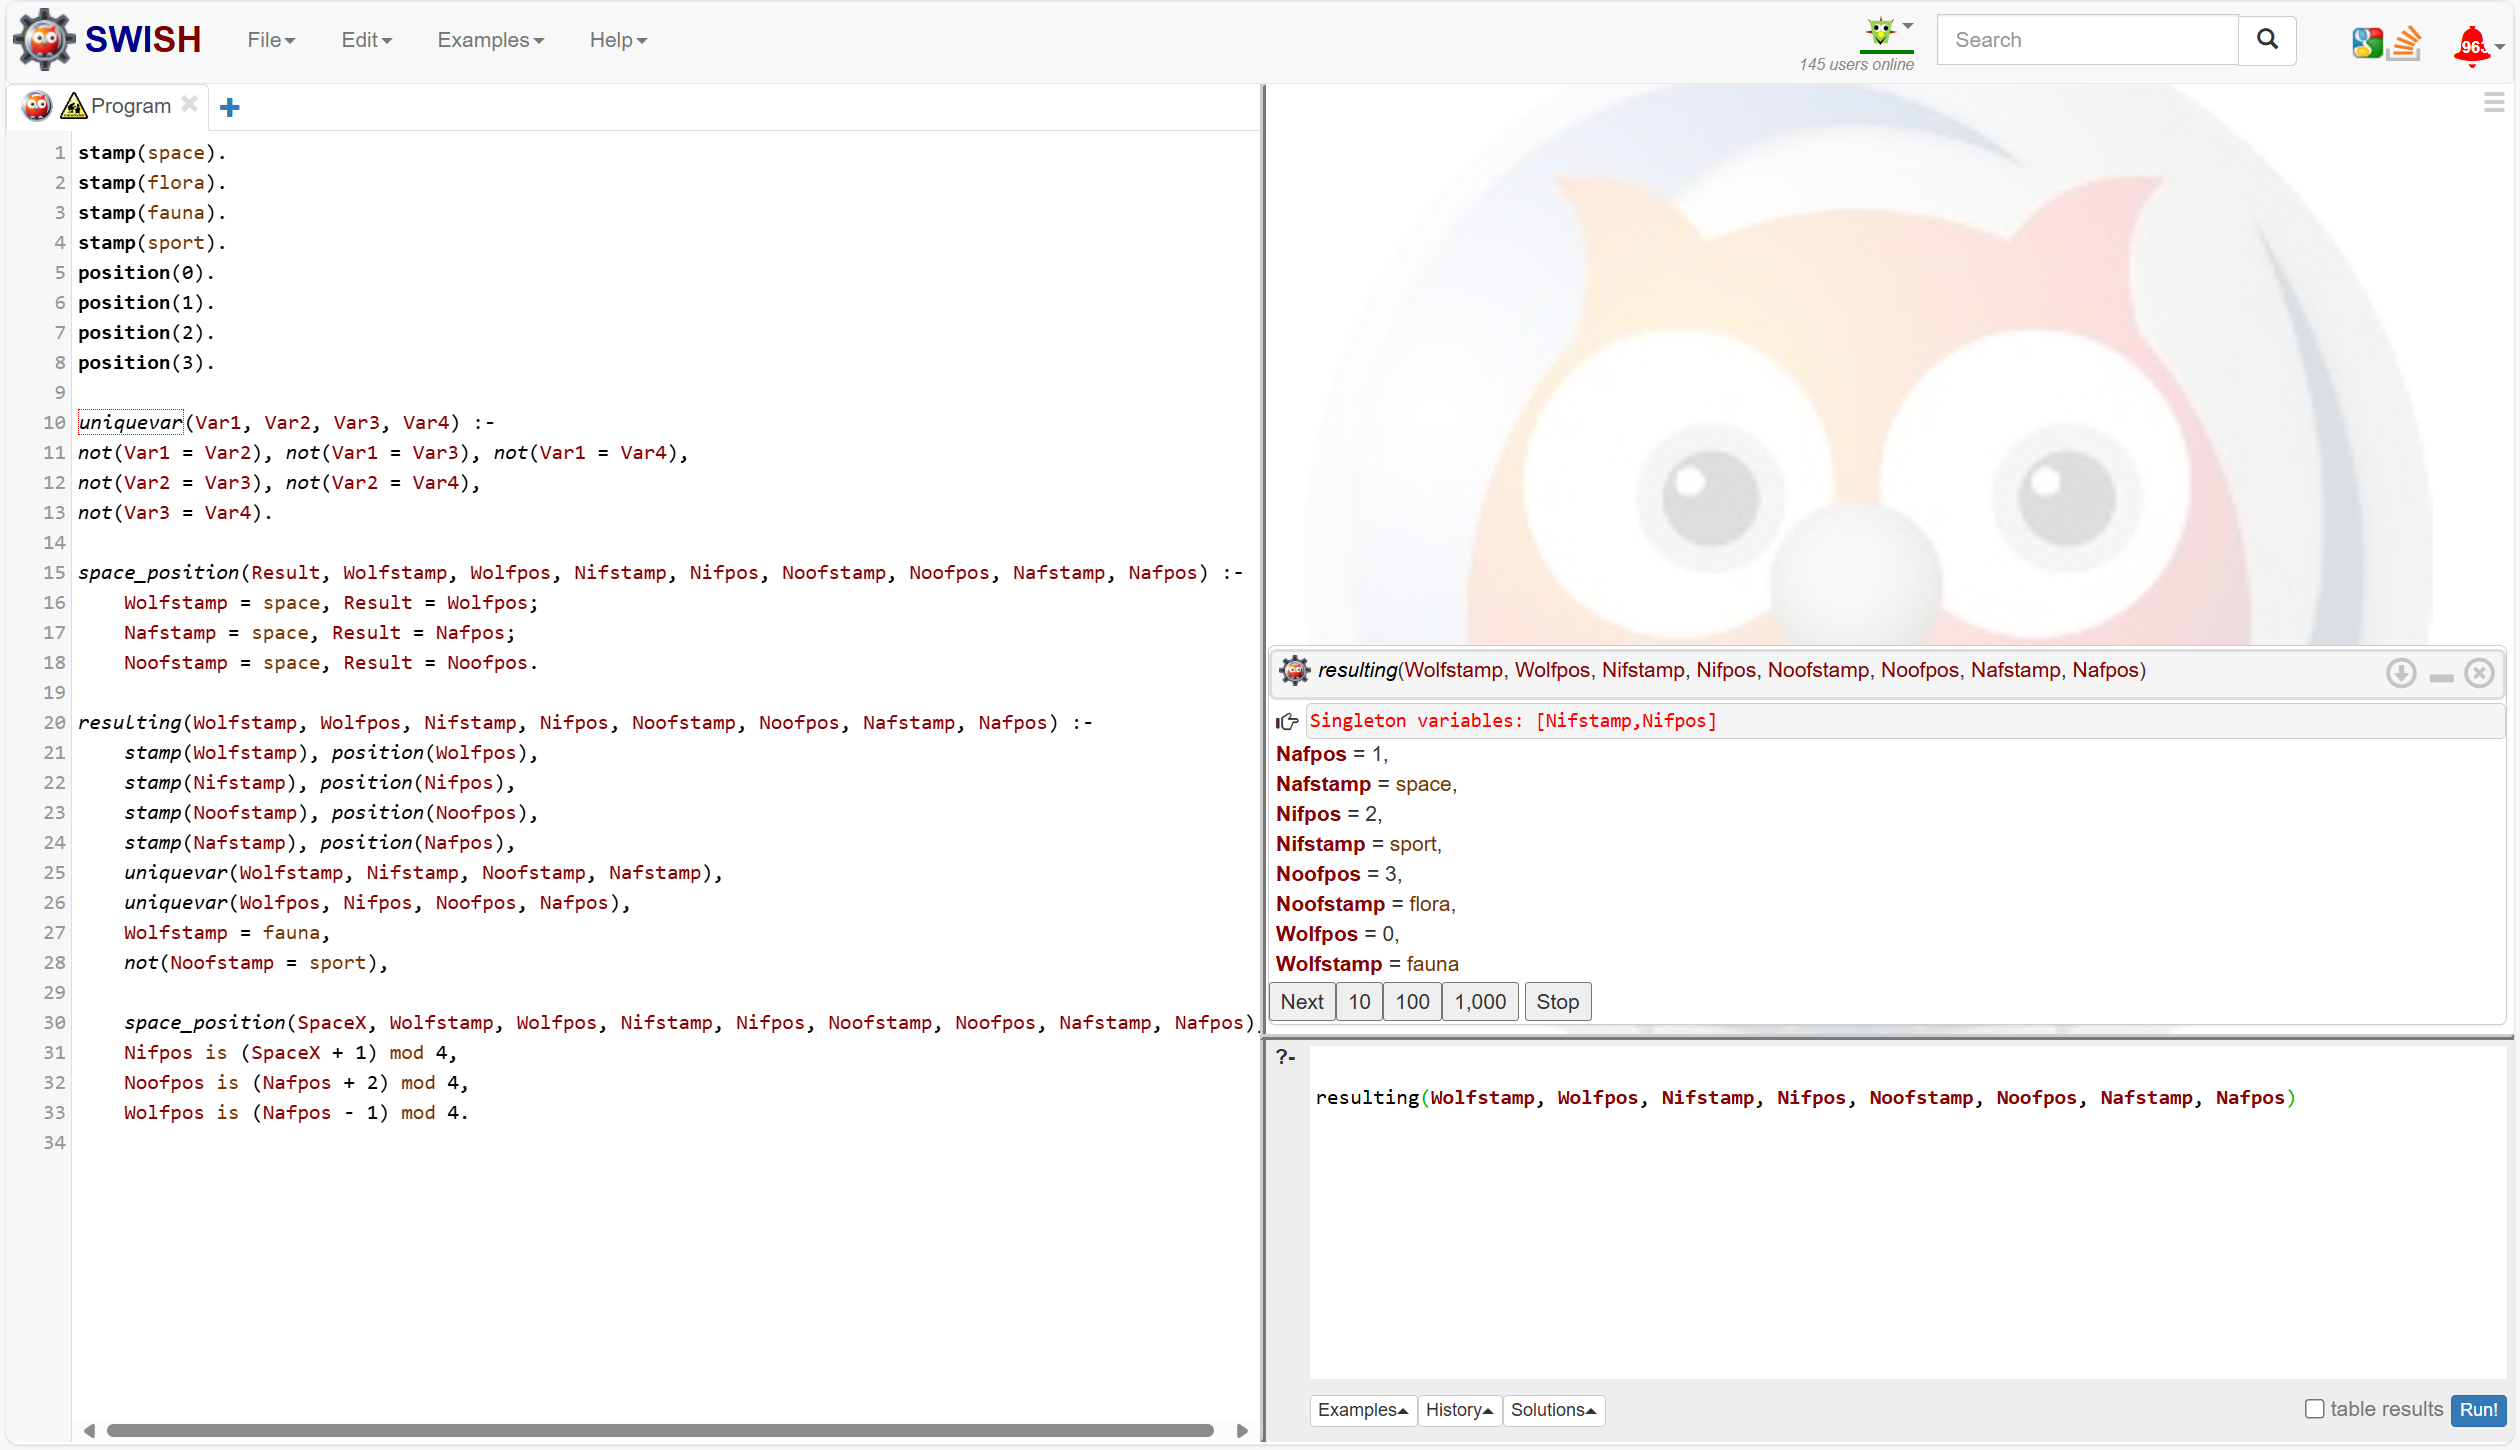 SWISH File Edit Examples Help 145 users online Search
Program
1 stamp(space).
2 stamp(flora).
3 stamp(fauna).
4 stamp(sport).
5 position(0).
6 position(1).
7 position(2).
8 position(3).
9
10 uniquevar(Var1, Var2, Var3, Var4) :-
11 not(Var1 = Var2), not(Var1 = Var3), not(Var1 = Var4),
12 not(Var2 = Var3), not(Var2 = Var4),
13 not(Var3 = Var4).
14
15 space_position(Result, Wolfstamp, Wolfpos, Nifstamp, Nifpos, Noofstamp, Noofpos, Nafstamp, Nafpos) :-
16 Wolfstamp = space, Result = Wolfpos;
17 Nafstamp = space, Result = Nafpos;
18 Noofstamp = space, Result = Noofpos.
19
20 resulting(Wolfstamp, Wolfpos, Nifstamp, Nifpos, Noofstamp, Noofpos, Nafstamp, Nafpos) :-
21 stamp(Wolfstamp), position(Wolfpos),
22 stamp(Nifstamp), position(Nifpos),
23 stamp(Noofstamp), position(Noofpos),
24 stamp(Nafstamp), position(Nafpos),
25 uniquevar(Wolfstamp, Nifstamp, Noofstamp, Nafstamp),
26 uniquevar(Wolfpos, Nifpos, Noofpos, Nafpos),
27 Wolfstamp = fauna,
28 not(Noofstamp = sport),
29
30 space_position(SpaceX, Wolfstamp, Wolfpos, Nifstamp, Nifpos, Noofstamp, Noofpos, Nafstamp, Nafpos)
31 Nifpos is (SpaceX + 1) mod 4,
32 Noofpos is (Nafpos + 2) mod 4,
33 Wolfpos is (Nafpos - 1) mod 4.
34
resulting(Wolfstamp, Wolfpos, Nifstamp, Nifpos, Noofstamp, Noofpos, Nafstamp, Nafpos)
Singleton variables: [Nifstamp,Nifpos]
Nafpos = 1,
Nafstamp = space,
Nifpos = 2,
Nifstamp = sport,
Noofpos = 3,
Noofstamp = flora,
Wolfpos = 0,
Wolfstamp = fauna
Next 10 100 1,000 Stop
?-
resulting(Wolfstamp, Wolfpos, Nifstamp, Nifpos, Noofstamp, Noofpos, Nafstamp, Nafpos)
Examples History Solutions table results Run!